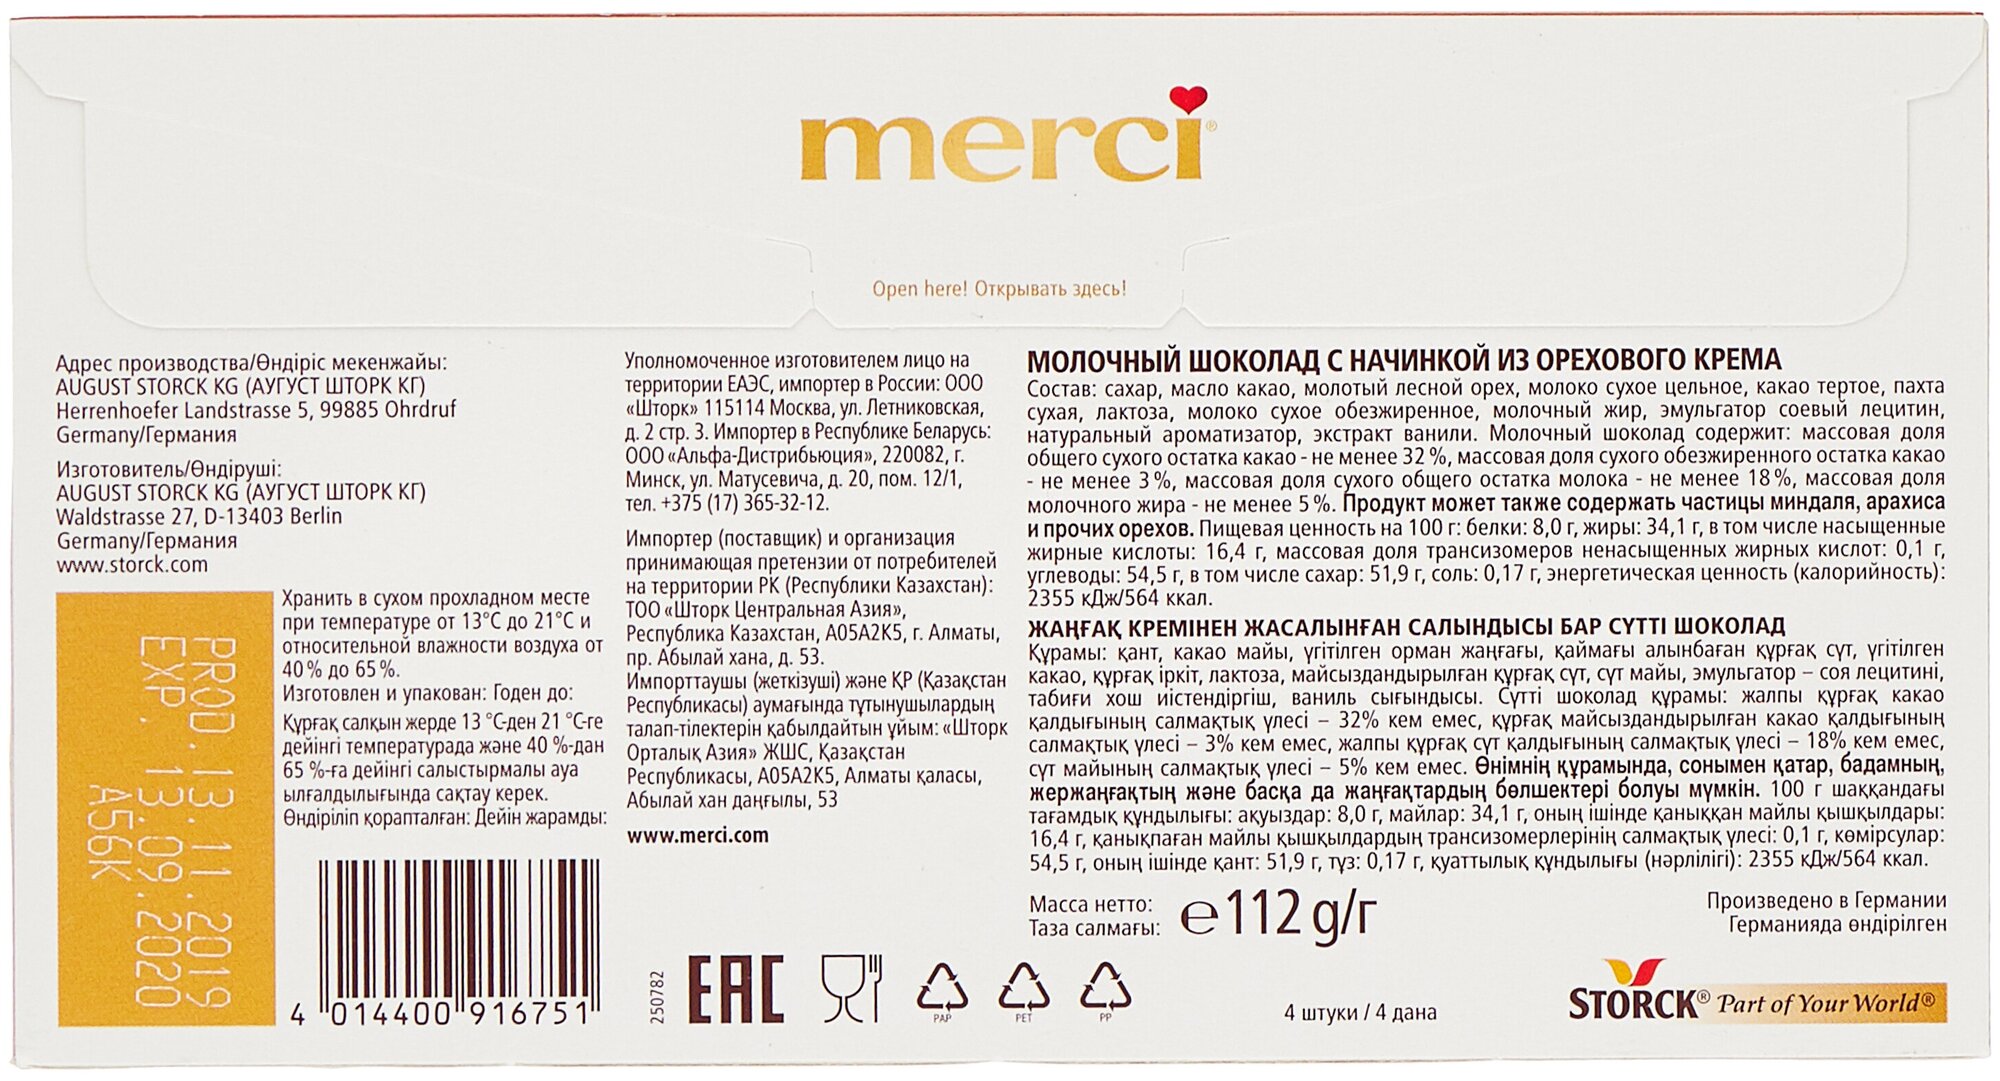 merci®
Open here! Открывать здесь!
Адрес производства/Өндіріс мекенжайы:
AUGUST STORCK KG (АУГУСТ ШТОРК КГ)
Herrenhoefer Landstrasse 5, 99885 Ohrdruf
Germany/Германия
Изготовитель/Өндіруші:
AUGUST STORCK KG (АУГУСТ ШТОРК КГ)
Waldstrasse 27, D-13403 Berlin
Germany/Германия
www.storck.com
PROD. 13.11.2019
EXP. 13.09.2020
A56K
Хранить в сухом прохладном месте
при температуре от 13°С до 21°С и
относительной влажности воздуха от
40 % до 65 %.
Изготовлен и упакован: Годен до:
Құрғақ салқын жерде 13 °С-ден 21 °С-ге
дейінгі температурада және 40 %-дан
65 %-ға дейінгі салыстырмалы ауа
ылғалдылығында сақтау керек.
Өндіріліп қорапталған: Дейін жарамды:
4 014400 916751
Уполномоченное изготовителем лицо на
территории ЕАЭС, импортер в России: ООО
«Шторк» 115114 Москва, ул. Летниковская,
д. 2 стр. 3. Импортер в Республике Беларусь:
ООО «Альфа-Дистрибьюция», 220082, г.
Минск, ул. Матусевича, д. 20, пом. 12/1,
тел. +375 (17) 365-32-12.
Импортер (поставщик) и организация
принимающая претензии от потребителей
на территории РК (Республики Казахстан):
ТОО «Шторк Центральная Азия»,
Республика Казахстан, А05А2К5, г. Алматы,
пр. Абылай хана, д. 53.
Импорттаушы (жеткізуші) және ҚР (Қазақстан
Республикасы) аумағында тұтынушылардың
талап-тілектерін қабылдайтын ұйым: «Шторк
Орталық Азия» ЖШС, Қазақстан
Республикасы, А05А2К5, Алматы қаласы,
Абылай хан даңғылы, 53
www.merci.com
250782
EAC
PAP
PET
PP
МОЛОЧНЫЙ ШОКОЛАД С НАЧИНКОЙ ИЗ ОРЕХОВОГО КРЕМА
Состав: сахар, масло какао, молотый лесной орех, молоко сухое цельное, какао тертое, пахта
сухая, лактоза, молоко сухое обезжиренное, молочный жир, эмульгатор соевый лецитин,
натуральный ароматизатор, экстракт ванили. Молочный шоколад содержит: массовая доля
общего сухого остатка какао - не менее 32 %, массовая доля сухого обезжиренного остатка какао
- не менее 3 %, массовая доля сухого общего остатка молока - не менее 18 %, массовая доля
молочного жира - не менее 5 %. Продукт может также содержать частицы миндаля, арахиса
и прочих орехов. Пищевая ценность на 100 г: белки: 8,0 г, жиры: 34,1 г, в том числе насыщенные
жирные кислоты: 16,4 г, массовая доля трансизомеров ненасыщенных жирных кислот: 0,1 г,
углеводы: 54,5 г, в том числе сахар: 51,9 г, соль: 0,17 г, энергетическая ценность (калорийность):
2355 кДж/564 ккал.
ЖАҢҒАҚ КРЕМІНЕН ЖАСАЛЫНҒАН САЛЫНДЫСЫ БАР СҮТТІ ШОКОЛАД
Құрамы: қант, какао майы, үгітілген орман жаңғағы, қаймағы алынбаған құрғақ сүт, үгітілген
какао, құрғақ іркіт, лактоза, майсыздандырылған құрғақ сүт, сүт майы, эмульгатор – соя лецитині,
табиғи хош иістендіргіш, ваниль сығындысы. Сүтті шоколад құрамы: жалпы құрғақ какао
қалдығының салмақтық үлесі – 32% кем емес, құрғақ майсыздандырылған какао қалдығының
салмақтық үлесі – 3% кем емес, жалпы құрғақ сүт қалдығының салмақтық үлесі – 18% кем емес,
сүт майының салмақтық үлесі – 5% кем емес. Өнімнің құрамында, сонымен қатар, бадамның,
жержаңғақтың және басқа да жаңғақтардың бөлшектері болуы мүмкін. 100 г шаққандағы
тағамдық құндылығы: ақуыздар: 8,0 г, майлар: 34,1 г, оның ішінде қаныққан майлы қышқылдары:
16,4 г, қанықпаған майлы қышқылдардың трансизомерлерінің салмақтық үлесі: 0,1 г, көмірсулар:
54,5 г, оның ішінде қант: 51,9 г, тұз: 0,17 г, қуаттылық құндылығы (нәрлілігі): 2355 кДж/564 ккал.
Масса нетто:
Таза салмағы:
℮112 g/г
Произведено в Германии
Германияда өндірілген
4 штуки / 4 дана
STORCK® Part of Your World®